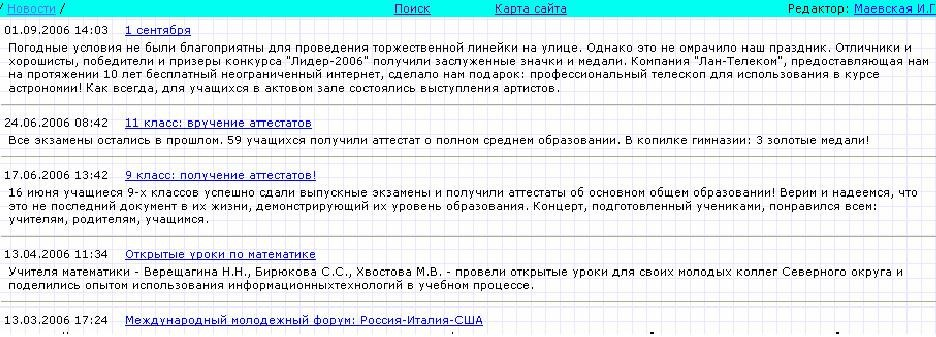 / Новости / Поиск Карта сайта Редактор: Маевская И.Г
01.09.2006 14:03 1 сентября
Погодные условия не были благоприятны для проведения торжественной линейки на улице. Однако это не омрачило наш праздник. Отличники и
хорошисты, победители и призеры конкурса "Лидер-2006" получили заслуженные значки и медали. Компания "Лан-Телеком", предоставляющая нам
на протяжении 10 лет бесплатный неограниченный интернет, сделало нам подарок: профессиональный телескоп для использования в курсе
астрономии! Как всегда, для учащихся в актовом зале состоялись выступления артистов.
24.06.2006 08:42 11 класс: вручение аттестатов
Все экзамены остались в прошлом. 59 учащихся получили аттестат о полном среднем образовании. В копилке гимназии: 3 золотые медали!
17.06.2006 13:42 9 класс: получение аттестатов!
16 июня учащиеся 9-х классов успешно сдали выпускные экзамены и получили аттестаты об основном общем образовании! Верим и надеемся, что
это не последний документ в их жизни, демонстрирующий их уровень образования. Концерт, подготовленный учениками, понравился всем:
учителям, родителям, учащимся.
13.04.2006 11:34 Открытые уроки по математике
Учителя математики - Верещагина Н.Н., Бирюкова С.С., Хвостова М.В. - провели открытые уроки для своих молодых коллег Северного округа и
поделились опытом использования информационныхтехнологий в учебном процессе.
13.03.2006 17:24 Международный молодежный форум: Россия-Италия-США